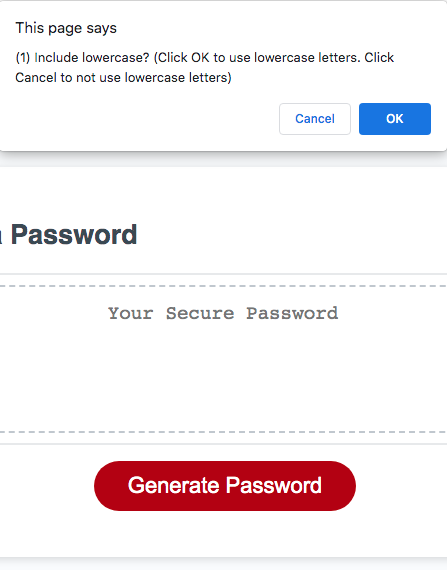 This page says
(1) Include lowercase? (Click OK to use lowercase letters. Click
Cancel to not use lowercase letters)
Cancel OK
Password
Your Secure Password
Generate Password